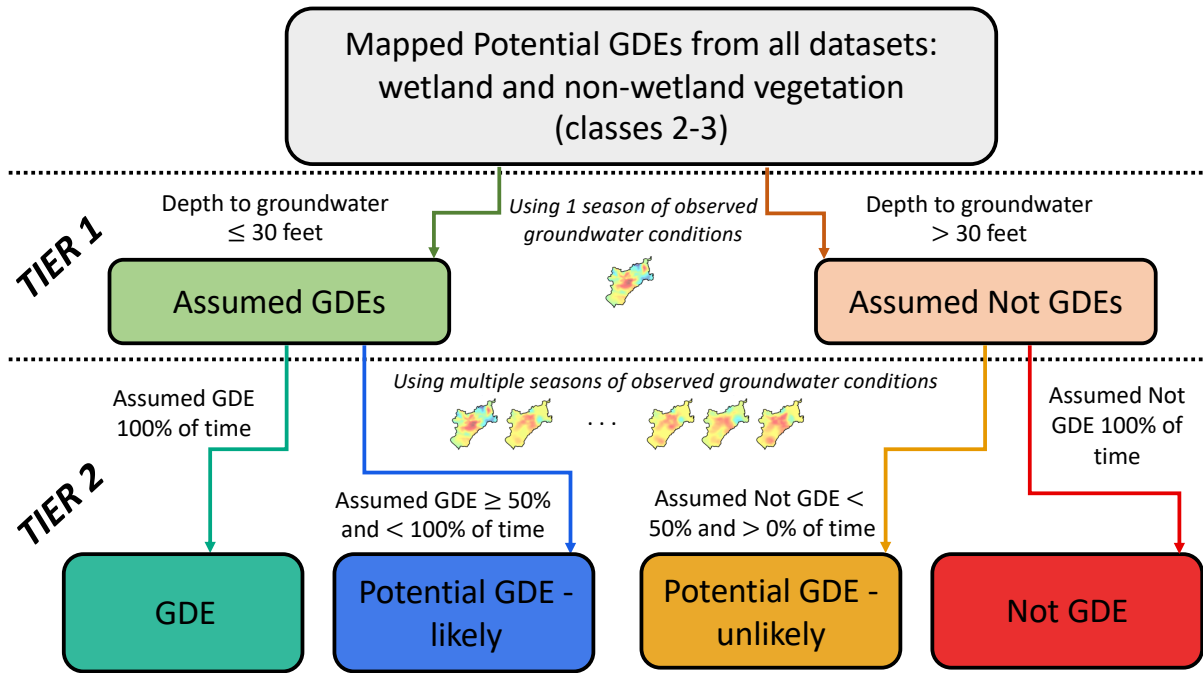 Mapped Potential GDEs from all datasets:
wetland and non-wetland vegetation
(classes 2-3)
TIER 1
Depth to groundwater
≤ 30 feet
Using 1 season of observed
groundwater conditions
Depth to groundwater
> 30 feet
Assumed GDEs
Assumed Not GDEs
TIER 2
Using multiple seasons of observed groundwater conditions
Assumed GDE
100% of time
. . .
Assumed Not
GDE 100% of
time
Assumed GDE ≥ 50%
and < 100% of time
Assumed Not GDE <
50% and > 0% of time
GDE
Potential GDE -
likely
Potential GDE -
unlikely
Not GDE